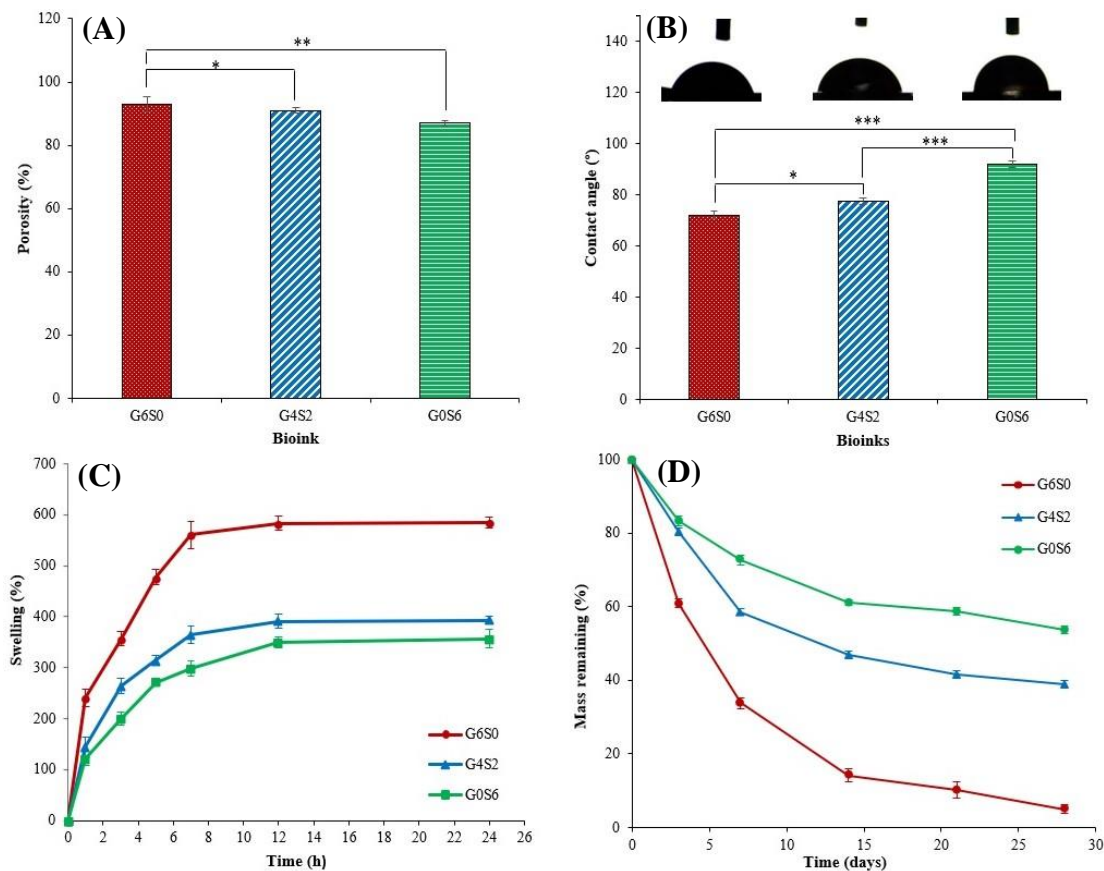 (A)
120
100
80
60
40
20
0
Porosity (%)
**
*
G6S0
G4S2
G0S6
Bioink
(B)
140
120
100
80
60
40
20
0
Contact angle (º)
***
***
*
G6S0
G4S2
G0S6
Bioinks
(C)
700
600
500
400
300
200
100
0
Swelling (%)
G6S0
G4S2
G0S6
0 2 4 6 8 10 12 14 16 18 20 22 24 26
Time (h)
(D)
100
80
60
40
20
0
Mass remaining (%)
G6S0
G4S2
G0S6
0 5 10 15 20 25 30
Time (days)